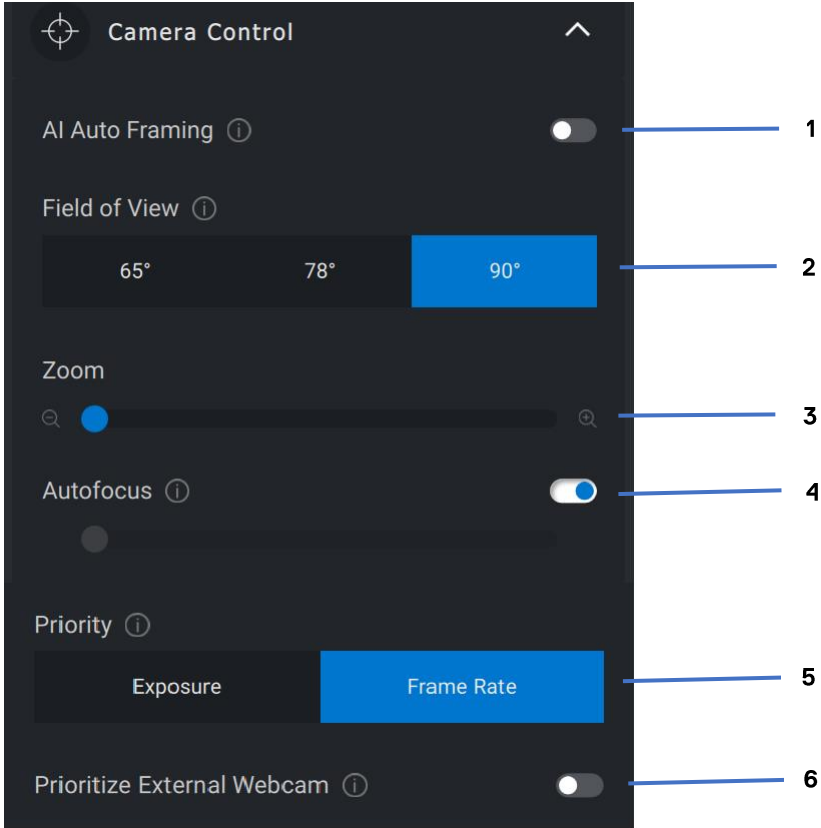 Camera Control
AI Auto Framing
1
Field of View
65° 78° 90°
2
Zoom
3
Autofocus
4
Priority
Exposure Frame Rate
5
Prioritize External Webcam
6